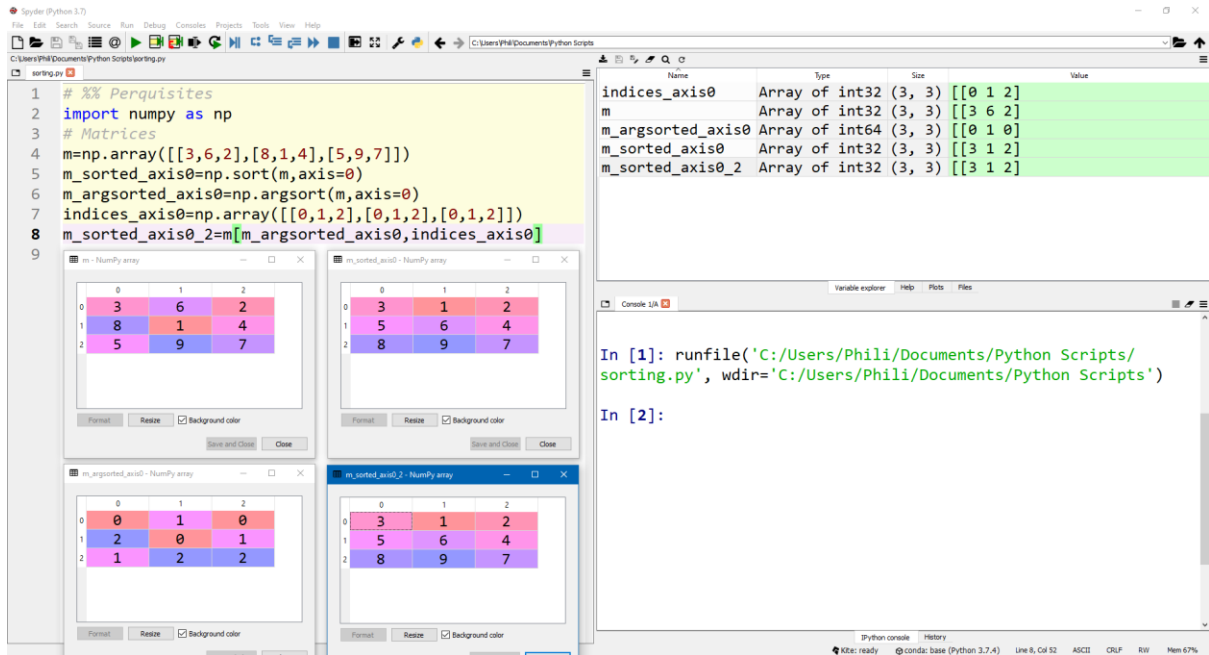 Spyder (Python 3.7)
File Edit Search Source Run Debug Consoles Projects Tools View Help
C:\Users\Phili\Documents\Python Scripts
C:\Users\Phili\Documents\Python Scripts\sorting.py
sorting.py
1 # %% Perquisites
2 import numpy as np
3 # Matrices
4 m=np.array([[3,6,2],[8,1,4],[5,9,7]])
5 m_sorted_axis0=np.sort(m,axis=0)
6 m_argsorted_axis0=np.argsort(m,axis=0)
7 indices_axis0=np.array([[0,1,2],[0,1,2],[0,1,2]])
8 m_sorted_axis0_2=m[m_argsorted_axis0,indices_axis0]
9
m - NumPy array
0 1 2
0 3 6 2
1 8 1 4
2 5 9 7
Format Resize Background color
Save and Close Close
m_sorted_axis0 - NumPy array
0 1 2
0 3 1 2
1 5 6 4
2 8 9 7
Format Resize Background color
Save and Close Close
m_argsorted_axis0 - NumPy array
0 1 2
0 0 1 0
1 2 0 1
2 1 2 2
Format Resize Background color
m_sorted_axis0_2 - NumPy array
0 1 2
0 3 1 2
1 5 6 4
2 8 9 7
Format Resize Background color
Name Type Size Value
indices_axis0 Array of int32 (3, 3) [[0 1 2]
m Array of int32 (3, 3) [[3 6 2]
m_argsorted_axis0 Array of int64 (3, 3) [[0 1 0]
m_sorted_axis0 Array of int32 (3, 3) [[3 1 2]
m_sorted_axis0_2 Array of int32 (3, 3) [[3 1 2]
Variable explorer Help Plots Files
Console 1/A
In [1]: runfile('C:/Users/Phili/Documents/Python Scripts/
sorting.py', wdir='C:/Users/Phili/Documents/Python Scripts')
In [2]:
IPython console History
Kite: ready conda: base (Python 3.7.4) Line 8, Col 52 ASCII CRLF RW Mem 67%